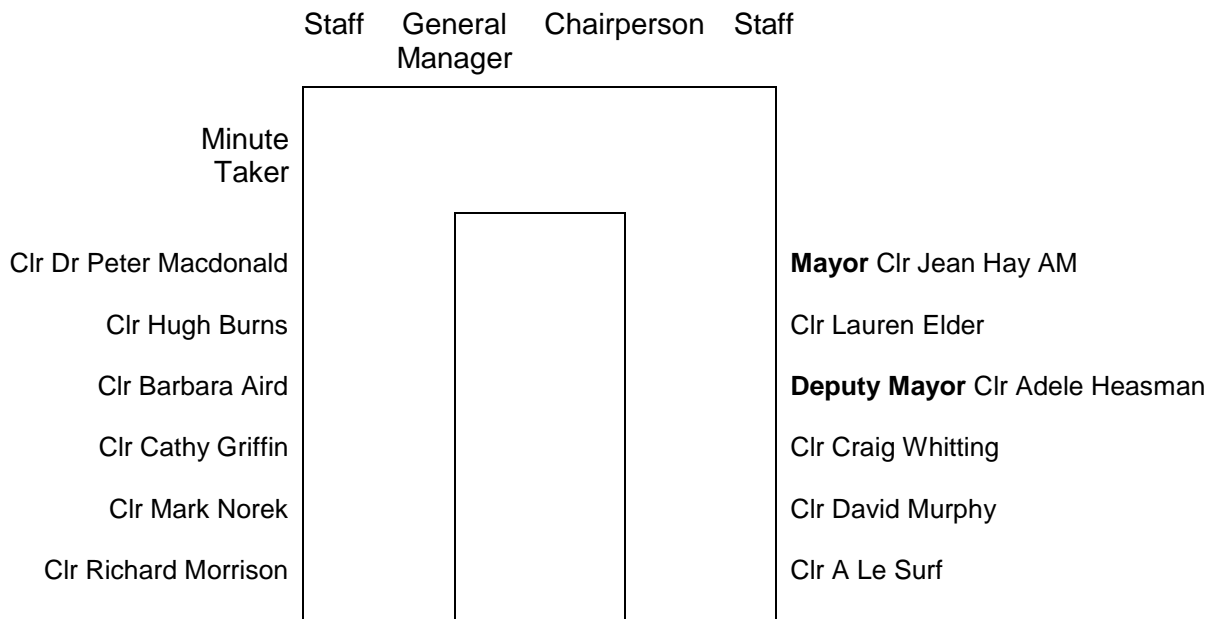 Staff General Manager Chairperson Staff
Minute
Taker
Clr Dr Peter Macdonald
Mayor Clr Jean Hay AM
Clr Hugh Burns
Clr Lauren Elder
Clr Barbara Aird
Deputy Mayor Clr Adele Heasman
Clr Cathy Griffin
Clr Craig Whitting
Clr Mark Norek
Clr David Murphy
Clr Richard Morrison
Clr A Le Surf